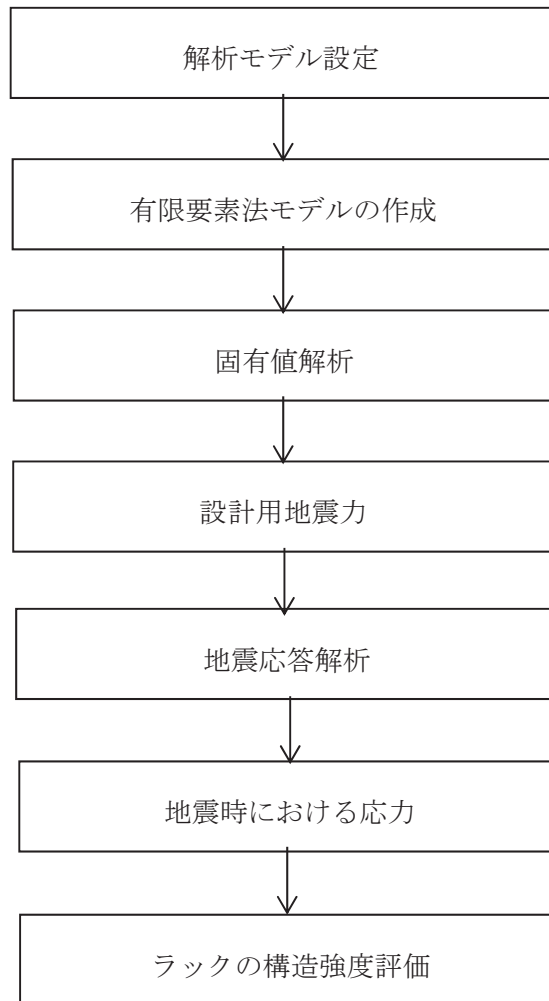 解析モデル設定
有限要素法モデルの作成
固有値解析
設計用地震力
地震応答解析
地震時における応力
ラックの構造強度評価